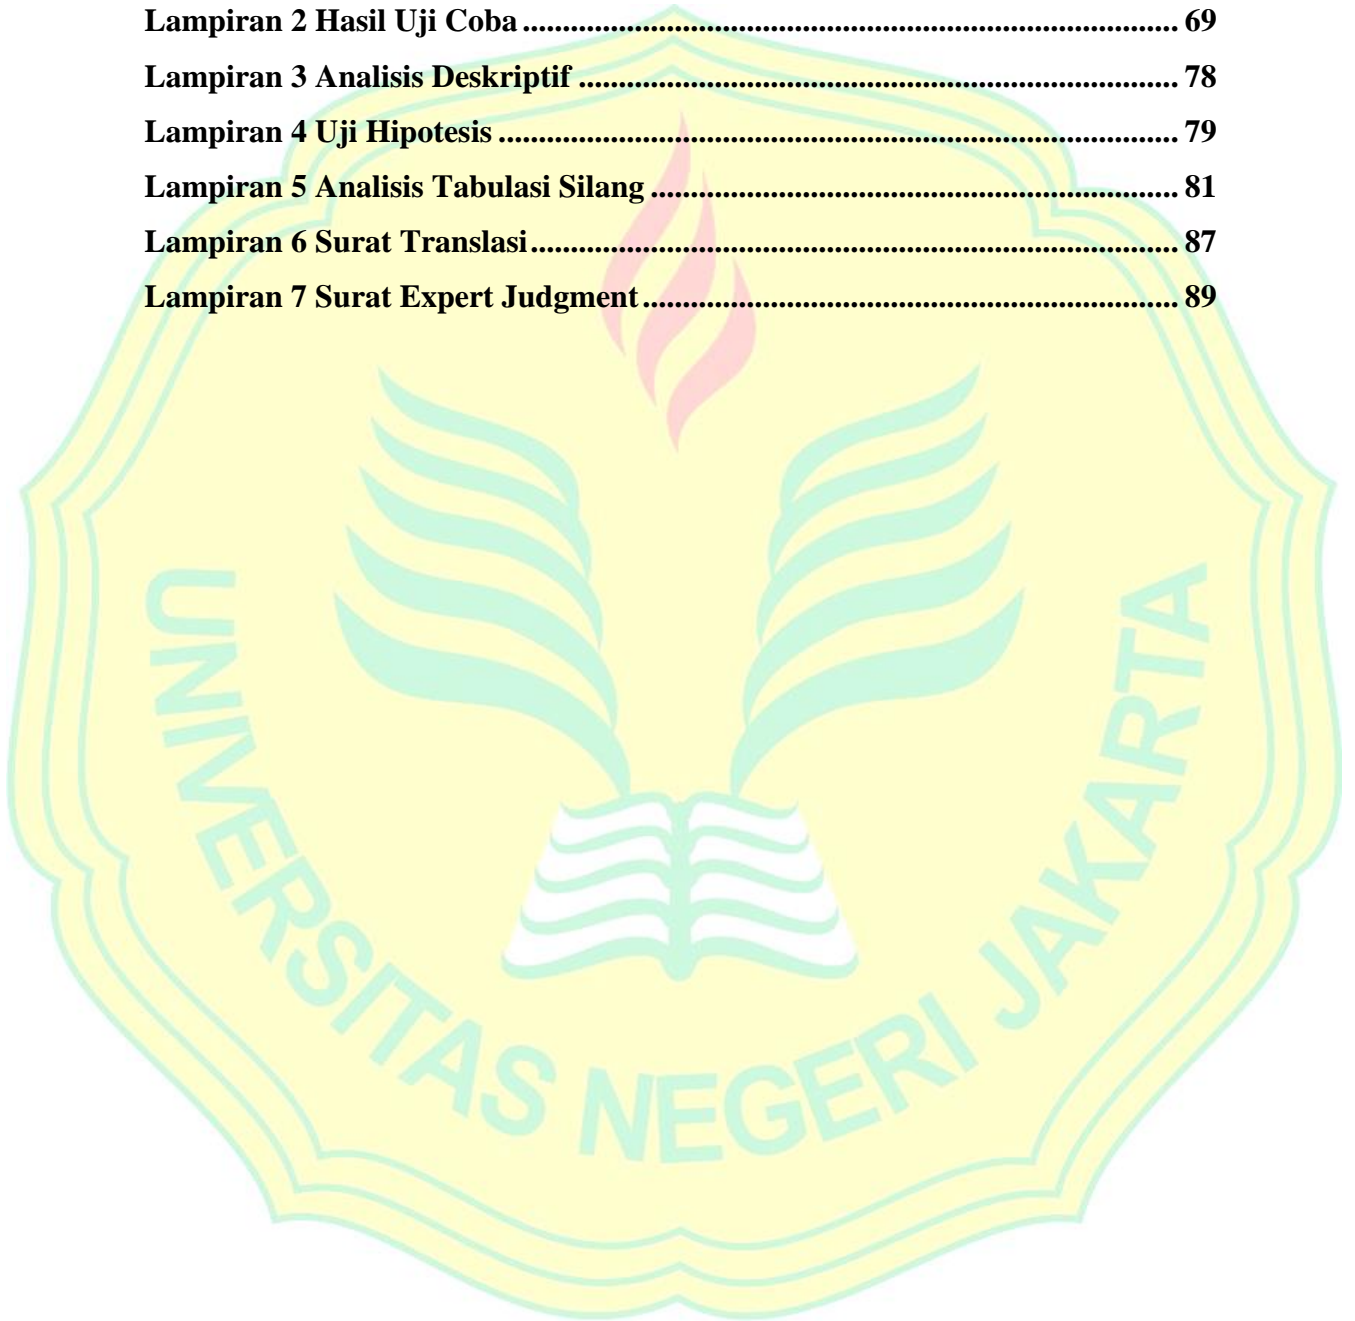 Lampiran 2 Hasil Uji Coba ................................................................................... 69
Lampiran 3 Analisis Deskriptif ............................................................................ 78
Lampiran 4 Uji Hipotesis ...................................................................................... 79
Lampiran 5 Analisis Tabulasi Silang ................................................................... 81
Lampiran 6 Surat Translasi .................................................................................. 87
Lampiran 7 Surat Expert Judgment .................................................................... 89
UNIVERSITAS NEGERI JAKARTA